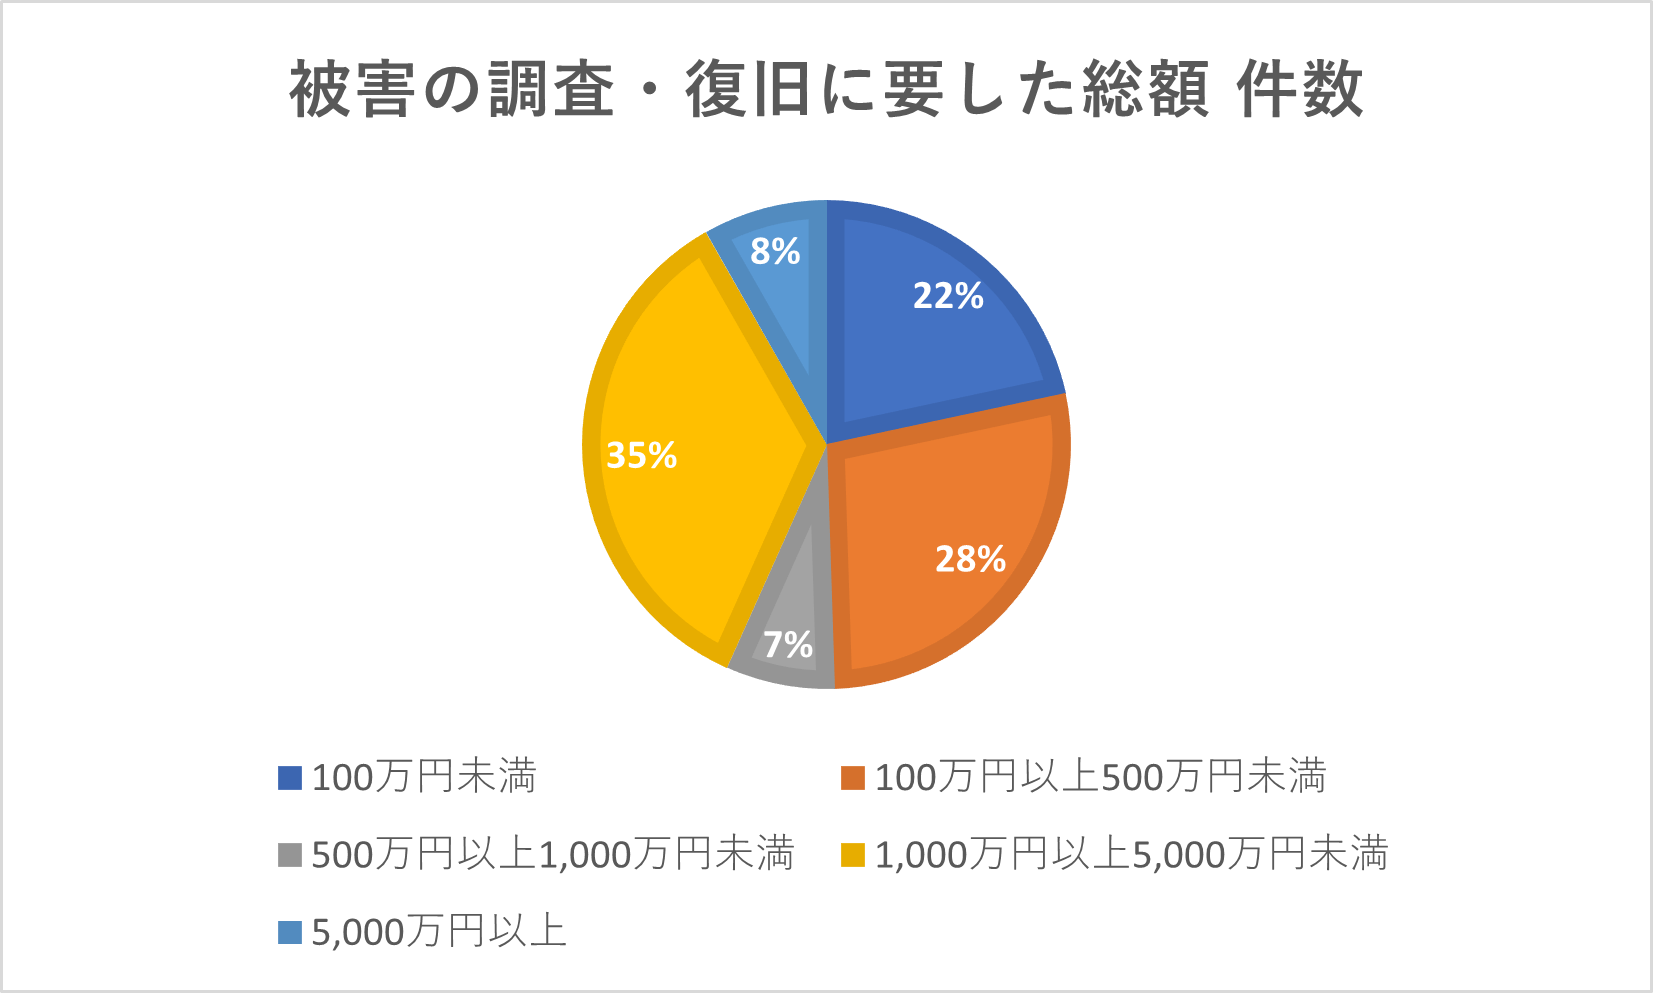 被害の調査・復旧に要した総額 件数
8%
22%
35%
28%
7%
100万円未満
100万円以上500万円未満
500万円以上1,000万円未満
1,000万円以上5,000万円未満
5,000万円以上